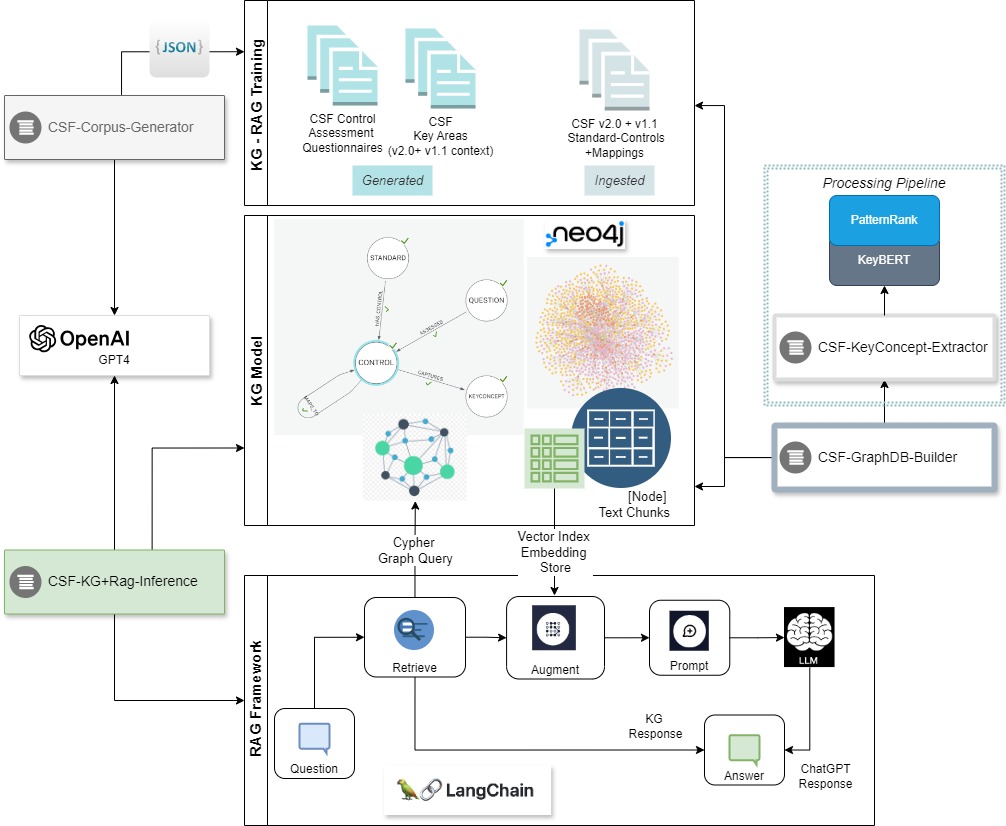 {JSON}
CSF-Corpus-Generator
OpenAI
GPT4
CSF-KG+Rag-Inference
KG - RAG Training
CSF Control
Assessment
Questionnaires
CSF
Key Areas
(v2.0+ v1.1 context)
Generated
CSF v2.0 + v1.1
Standard-Controls
+Mappings
Ingested
KG Model
STANDARD
HAS_CONTROL
QUESTION
ASSESSED
CONTROL
CAPTURES
KEYCONCEPT
MAPS_TO
neo4j
[Node]
Text Chunks
Processing Pipeline
PatternRank
KeyBERT
CSF-KeyConcept-Extractor
CSF-GraphDB-Builder
Cypher
Graph Query
Vector Index
Embedding
Store
RAG Framework
Retrieve
Augment
Prompt
LLM
Question
KG
Response
Answer
ChatGPT
Response
LangChain